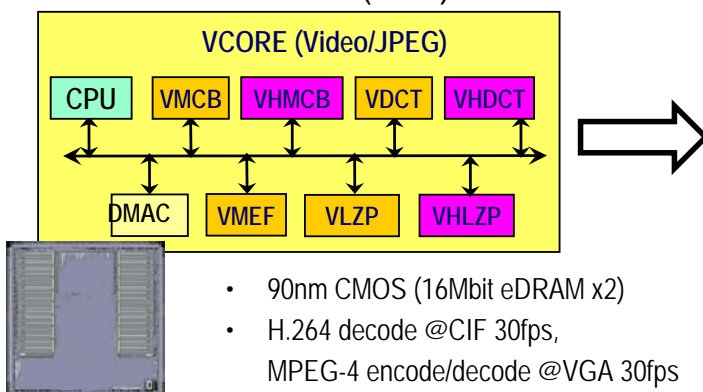 VCORE (Video/JPEG)
CPU VMCB VHMCB VDCT VHDCT
DMAC VMEF VLZP VHLZP
• 90nm CMOS (16Mbit eDRAM x2)
• H.264 decode @CIF 30fps,
MPEG-4 encode/decode @VGA 30fps